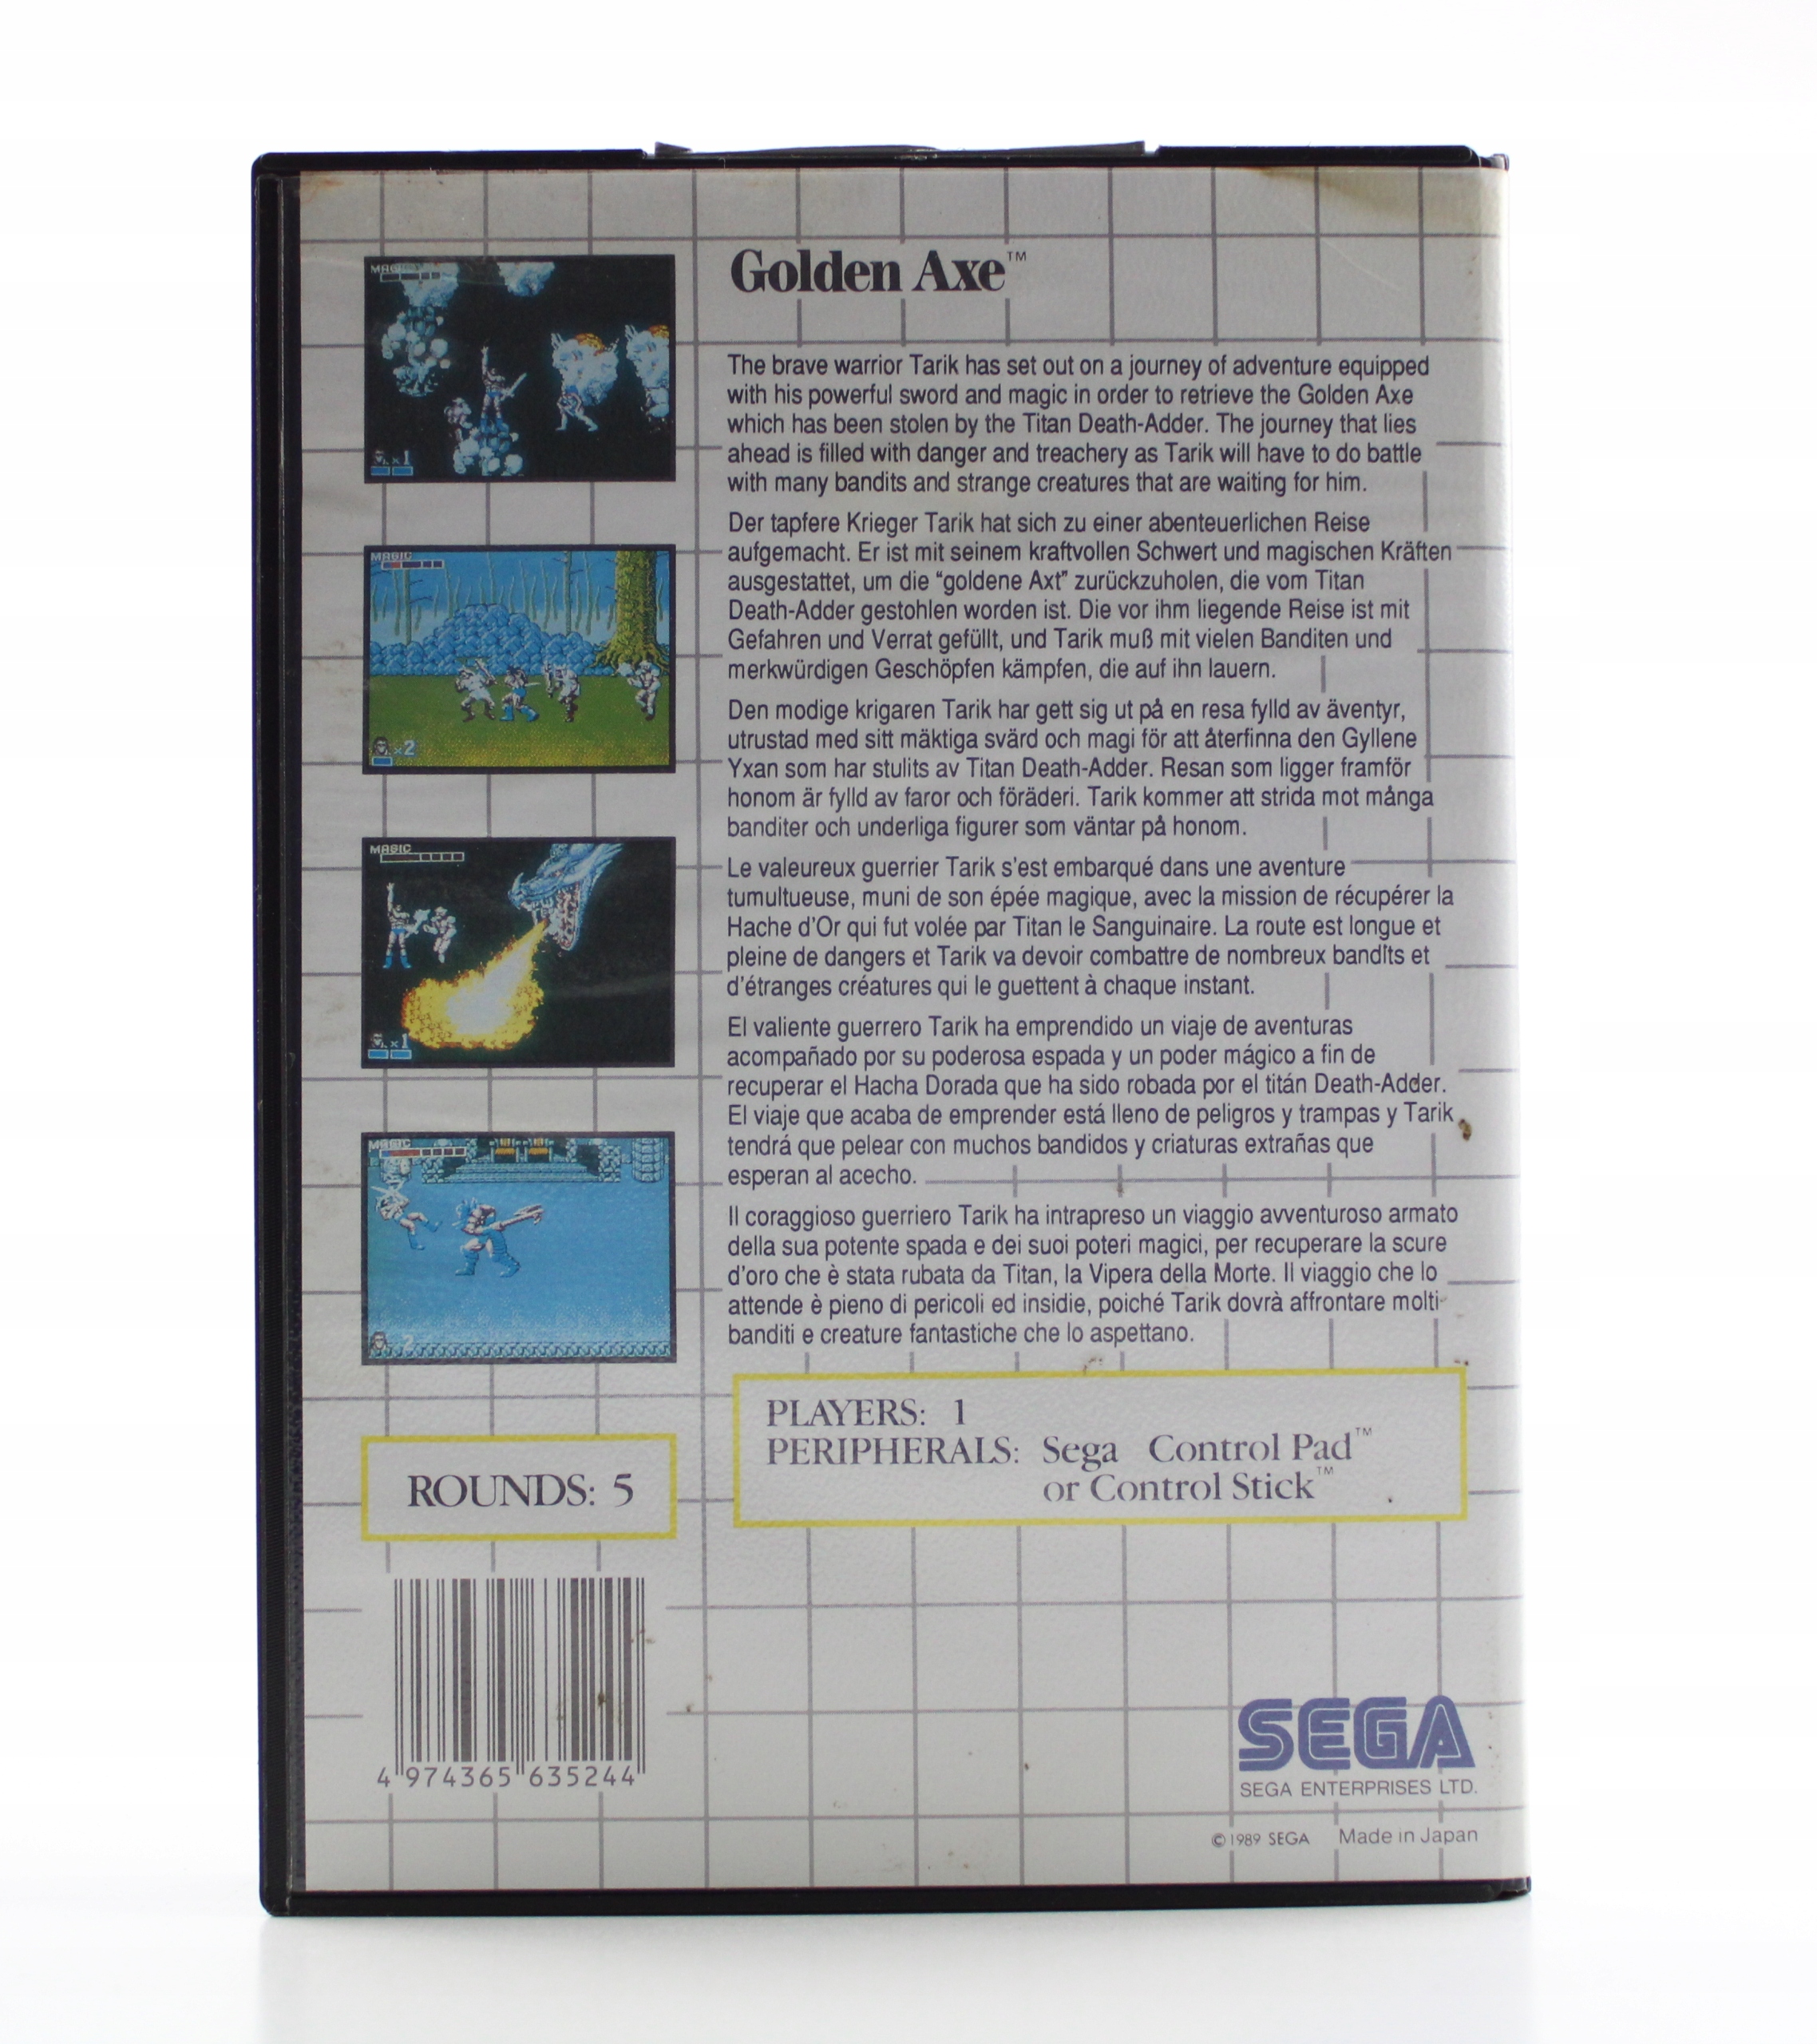 Golden Axe™
The brave warrior Tarik has set out on a journey of adventure equipped
with his powerful sword and magic in order to retrieve the Golden Axe
which has been stolen by the Titan Death-Adder. The journey that lies
ahead is filled with danger and treachery as Tarik will have to do battle
with many bandits and strange creatures that are waiting for him.
Der tapfere Krieger Tarik hat sich zu einer abenteuerlichen Reise
aufgemacht. Er ist mit seinem kraftvollen Schwert und magischen Kräften
ausgestattet, um die “goldene Axt” zurückzuholen, die vom Titan
Death-Adder gestohlen worden ist. Die vor ihm liegende Reise ist mit
Gefahren und Verrat gefüllt, und Tarik muß mit vielen Banditen und
merkwürdigen Geschöpfen kämpfen, die auf ihn lauern.
Den modige krigaren Tarik har gett sig ut på en resa fylld av äventyr,
utrustad med sitt mäktiga svärd och magi för att återfinna den Gyllene
Yxan som har stulits av Titan Death-Adder. Resan som ligger framför
honom är fylld av faror och föräderi. Tarik kommer att strida mot många
banditer och underliga figurer som väntar på honom.
Le valeureux guerrier Tarik s'est embarqué dans une aventure
tumultueuse, muni de son épée magique, avec la mission de récupérer la
Hache d'Or qui fut volée par Titan le Sanguinaire. La route est longue et
pleine de dangers et Tarik va devoir combattre de nombreux bandits et
d'étranges créatures qui le guettent à chaque instant.
El valiente guerrero Tarik ha emprendido un viaje de aventuras
acompañado por su poderosa espada y un poder mágico a fin de
recuperar el Hacha Dorada que ha sido robada por el titán Death-Adder.
El viaje que acaba de emprender está lleno de peligros y trampas y Tarik
tendrá que pelear con muchos bandidos y criaturas extrañas que
esperan al acecho.
Il coraggioso guerriero Tarik ha intrapreso un viaggio avventuroso armato
della sua potente spada e dei suoi poteri magici, per recuperare la scure
d'oro che è stata rubata da Titan, la Vipera della Morte. Il viaggio che lo
attende è pieno di pericoli ed insidie, poiché Tarik dovrà affrontare molti
banditi e creature fantastiche che lo aspettano.
MAGIC
×1
MAGIC
×2
MAGIC
×1
MAGIC
2
PLAYERS: 1
PERIPHERALS: Sega Control Pad™
or Control Stick™
ROUNDS: 5
4 974365 635244
SEGA
SEGA ENTERPRISES LTD.
© 1989 SEGA Made in Japan